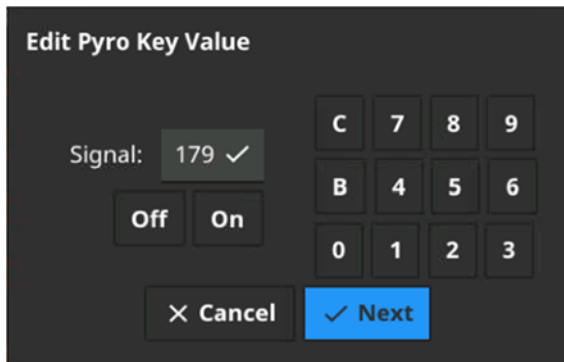 Edit Pyro Key Value
C 7 8 9
Signal: 179
B 4 5 6
Off On
0 1 2 3
Cancel Next